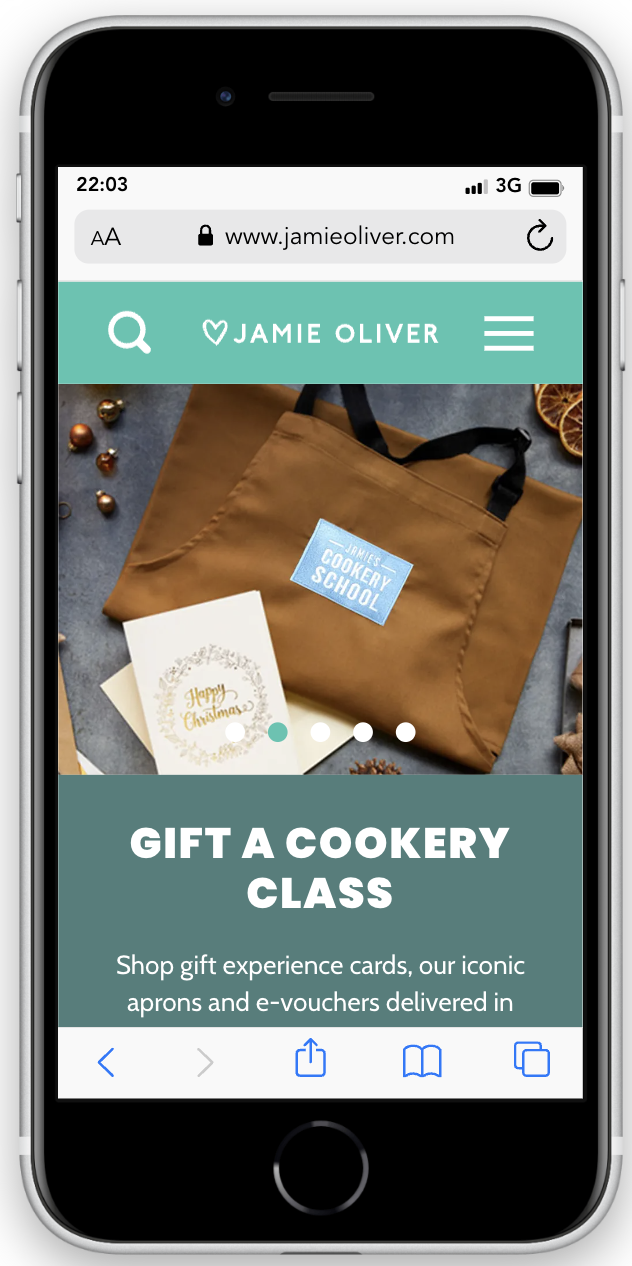 22:03 3G
AA www.jamieoliver.com
JAMIE OLIVER
JAMIE'S
COOKERY
SCHOOL
Happy
Christmas
GIFT A COOKERY
CLASS
Shop gift experience cards, our iconic
aprons and e-vouchers delivered in